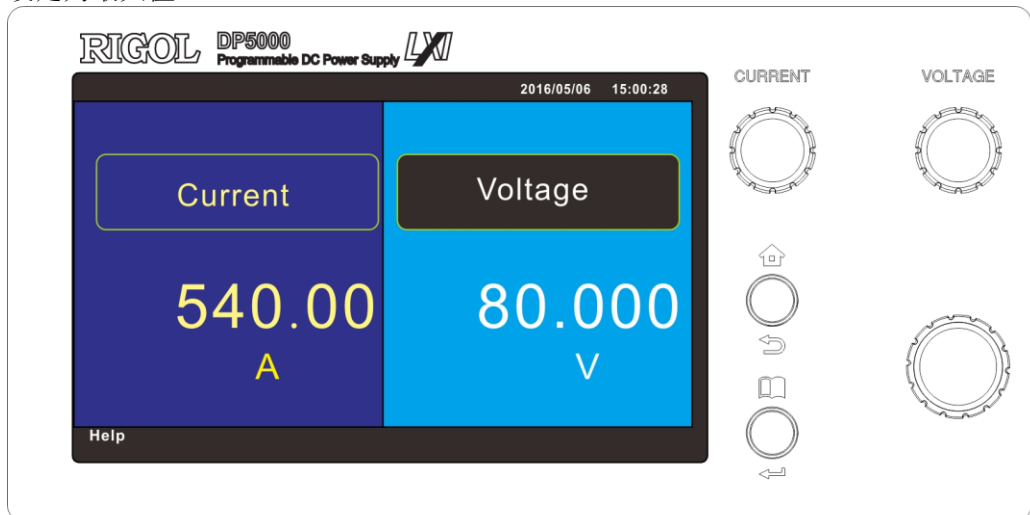 RIGOL DP5000 LXI
Programmable DC Power Supply
CURRENT VOLTAGE
2016/05/06 15:00:28
Current Voltage
540.00 80.000
A V
Help